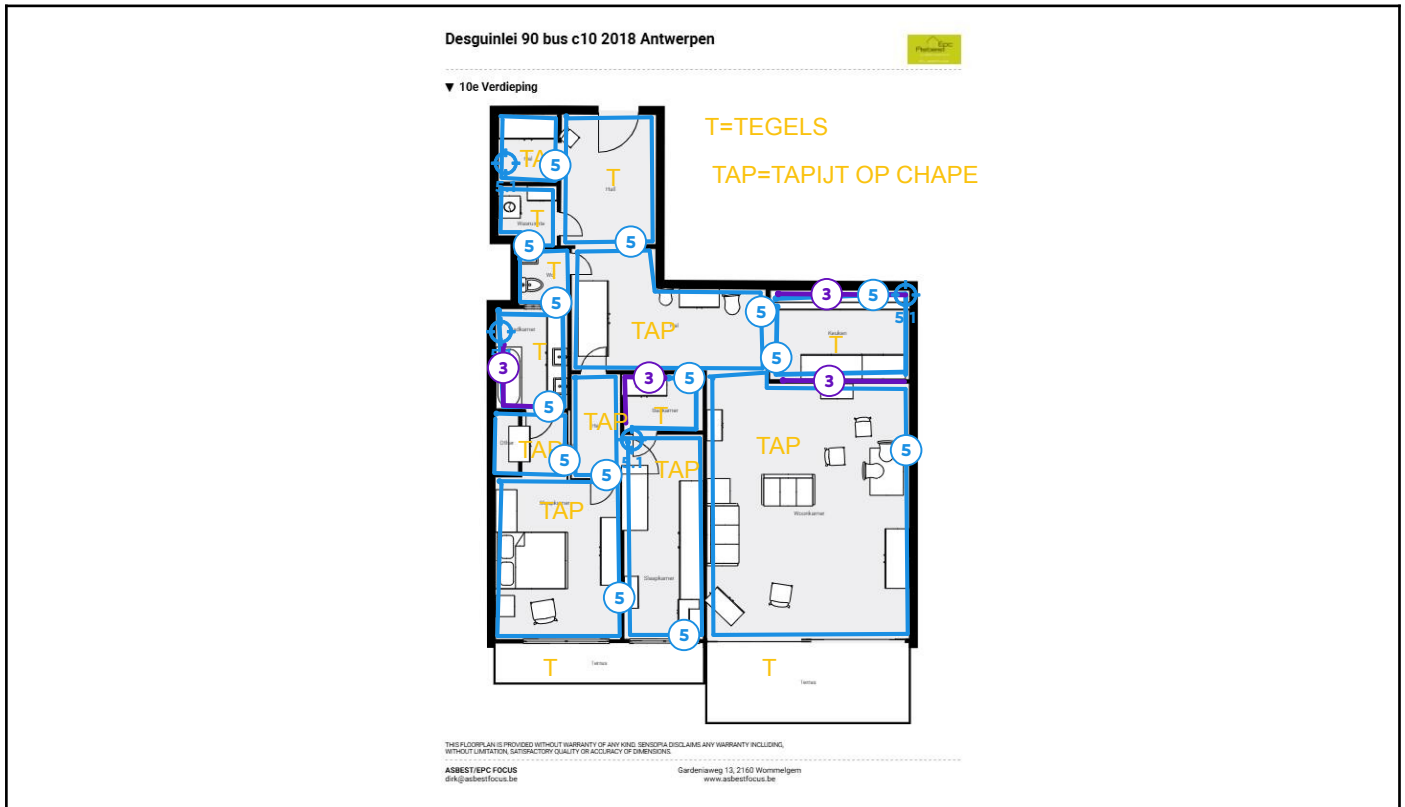 Desguinlei 90 bus c10 2018 Antwerpen
▼ 10e Verdieping
T=TEGELS
TAP=TAPIJT OP CHAPE
TAP
5
T
Hall
T
5
5
T
5
3
5
5.1
5
TAP
Keuken
T
5
T
3
5
3
5
3
T
TAP
TAP
5
5.1
TAP
TAP
5
5
TAP
Woonkamer
Slaapkamer
5
5
T
Terras
T
Terras
THIS FLOORPLAN IS PROVIDED WITHOUT WARRANTY OF ANY KIND. SENSOPIA DISCLAIMS ANY WARRANTY INCLUDING,
WITHOUT LIMITATION, SATISFACTORY QUALITY OR ACCURACY OF DIMENSIONS.
ASBEST/EPC FOCUS
dirk@asbestfocus.be
Gardeniaweg 13, 2160 Wommelgem
www.asbestfocus.be